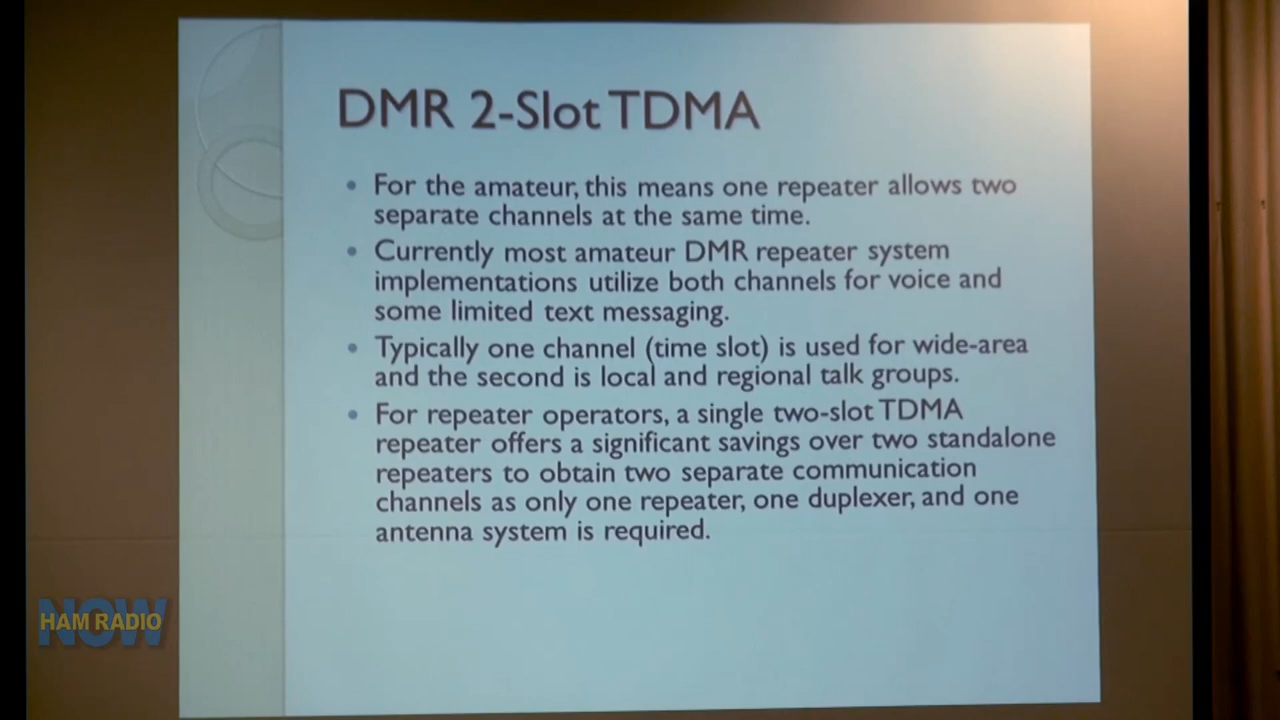 DMR 2-Slot TDMA
• For the amateur, this means one repeater allows two
separate channels at the same time.
• Currently most amateur DMR repeater system
implementations utilize both channels for voice and
some limited text messaging.
• Typically one channel (time slot) is used for wide-area
and the second is local and regional talk groups.
• For repeater operators, a single two-slot TDMA
repeater offers a significant savings over two standalone
repeaters to obtain two separate communication
channels as only one repeater, one duplexer, and one
antenna system is required.
NOW
HAM RADIO